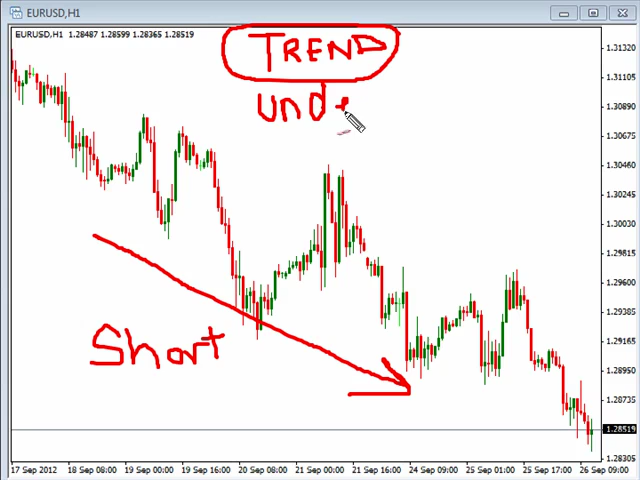 EURUSD,H1
EURUSD,H1 1.28487 1.28599 1.28365 1.28519
TREND
und
Short
1.31320
1.31105
1.30890
1.30675
1.30460
1.30245
1.30030
1.29815
1.29595
1.29380
1.29165
1.28950
1.28735
1.28519
1.28305
17 Sep 2012
18 Sep 08:00
19 Sep 00:00
19 Sep 16:00
20 Sep 08:00
21 Sep 00:00
21 Sep 16:00
24 Sep 09:00
25 Sep 01:00
25 Sep 17:00
26 Sep 09:00